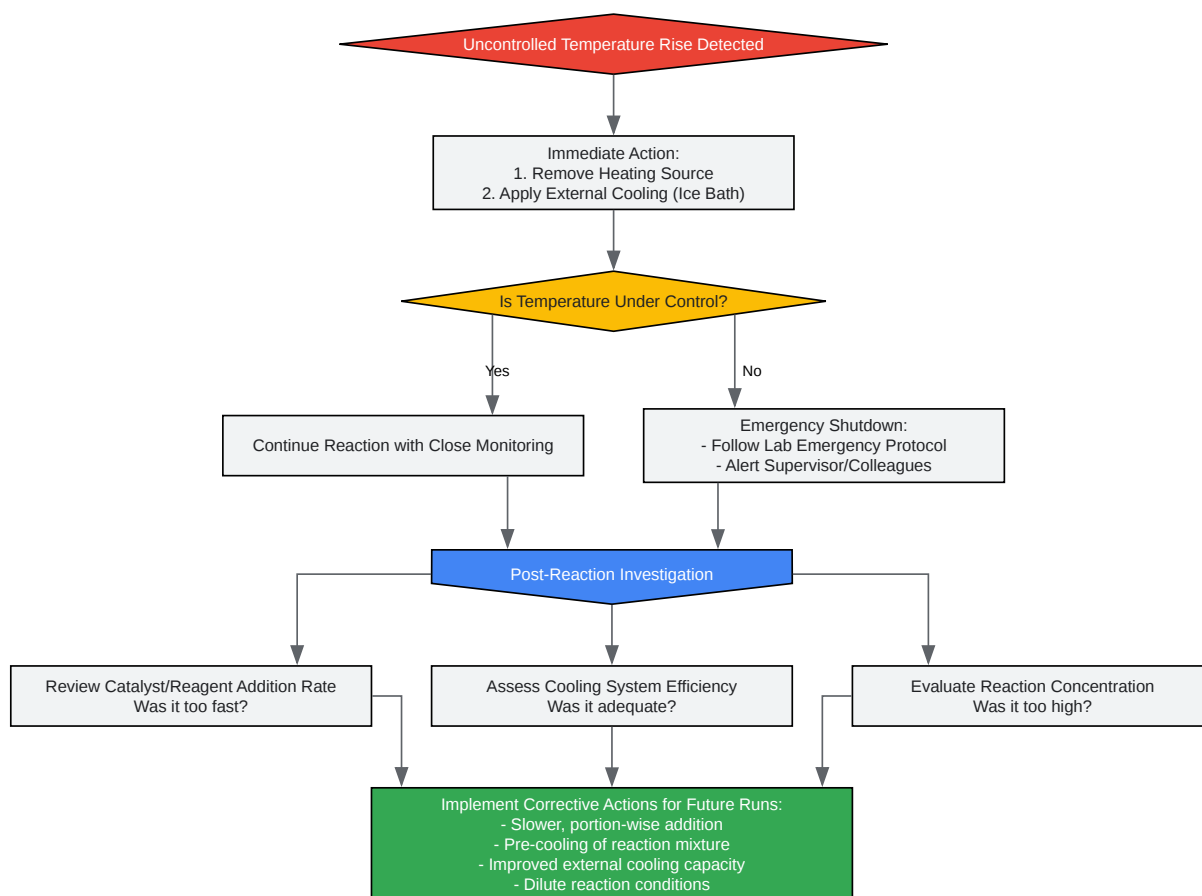 Uncontrolled Temperature Rise Detected
Immediate Action:
1. Remove Heating Source
2. Apply External Cooling (Ice Bath)
Is Temperature Under Control?
Yes
No
Continue Reaction with Close Monitoring
Emergency Shutdown:
- Follow Lab Emergency Protocol
- Alert Supervisor/Colleagues
Post-Reaction Investigation
Review Catalyst/Reagent Addition Rate
Was it too fast?
Assess Cooling System Efficiency
Was it adequate?
Evaluate Reaction Concentration
Was it too high?
Implement Corrective Actions for Future Runs:
- Slower, portion-wise addition
- Pre-cooling of reaction mixture
- Improved external cooling capacity
- Dilute reaction conditions